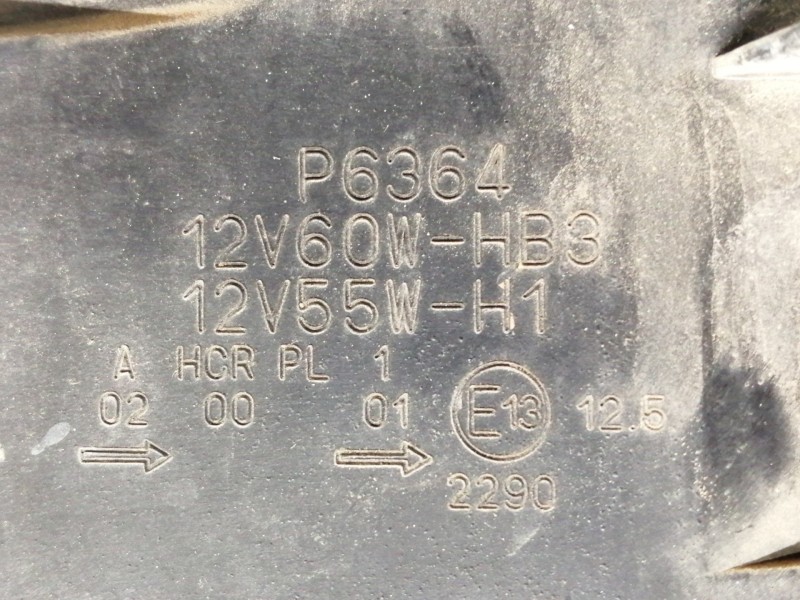 P6364
12V60W-HB3
12V55W-H1
A HCR PL 1
02 00 01 E13 12.5
2290